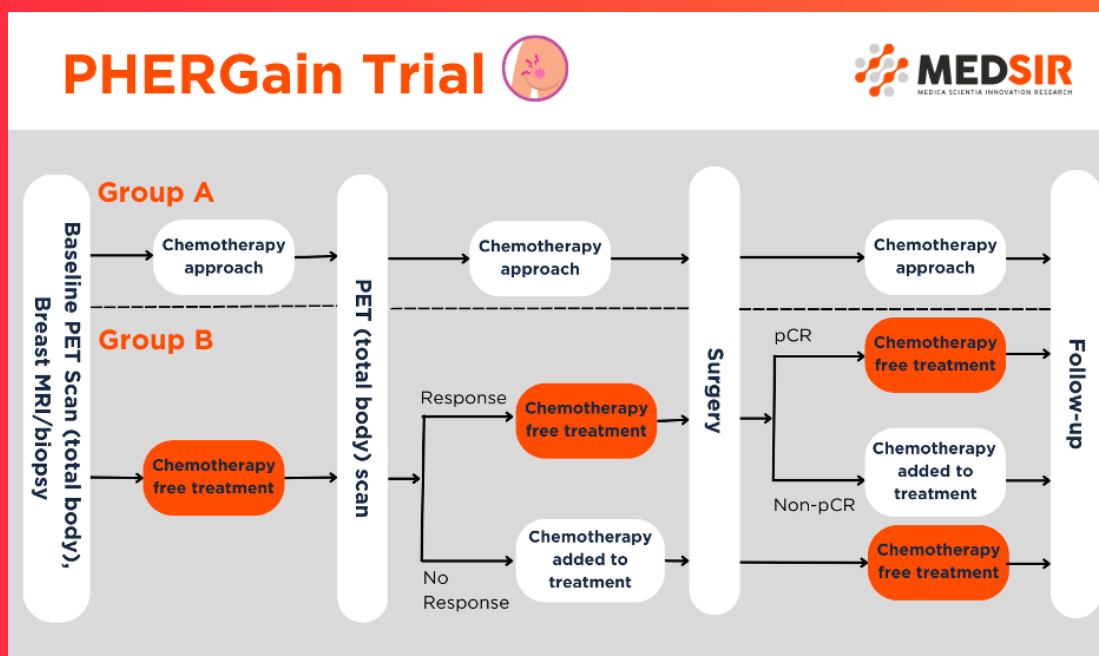 PHERGain Trial
MEDSIR
MEDICA SCIENTIA INNOVATION RESEARCH
Baseline PET Scan (total body),
Breast MRI/biopsy
Group A
Chemotherapy
approach
Group B
Chemotherapy
free treatment
PET (total body) scan
Chemotherapy
approach
Response
Chemotherapy
free treatment
No
Response
Chemotherapy
added to
treatment
Surgery
Chemotherapy
approach
pCR
Chemotherapy
free treatment
Non-pCR
Chemotherapy
added to
treatment
Chemotherapy
free treatment
Follow-up